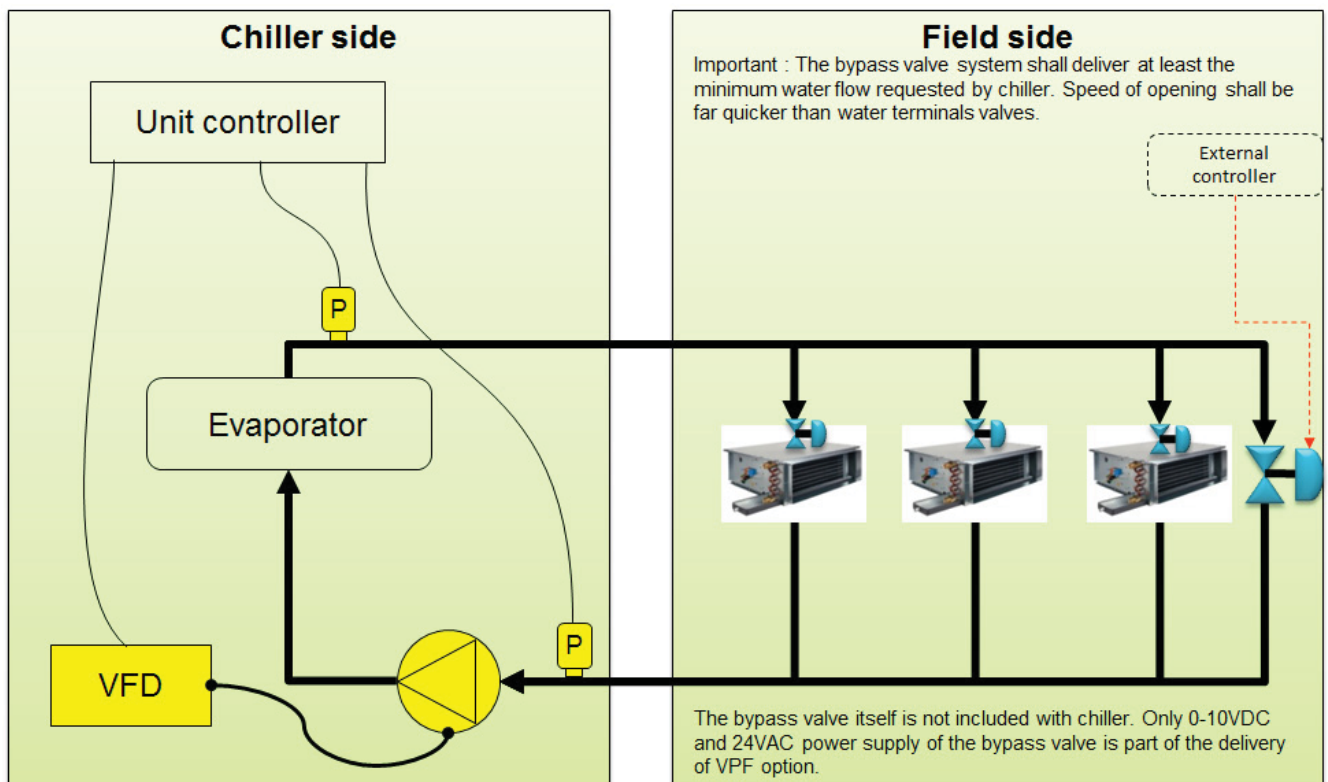 Chiller side
Unit controller
P
Evaporator
P
VFD
Field side
Important : The bypass valve system shall deliver at least the
minimum water flow requested by chiller. Speed of opening shall be
far quicker than water terminals valves.
External
controller
The bypass valve itself is not included with chiller. Only 0-10VDC
and 24VAC power supply of the bypass valve is part of the delivery
of VPF option.